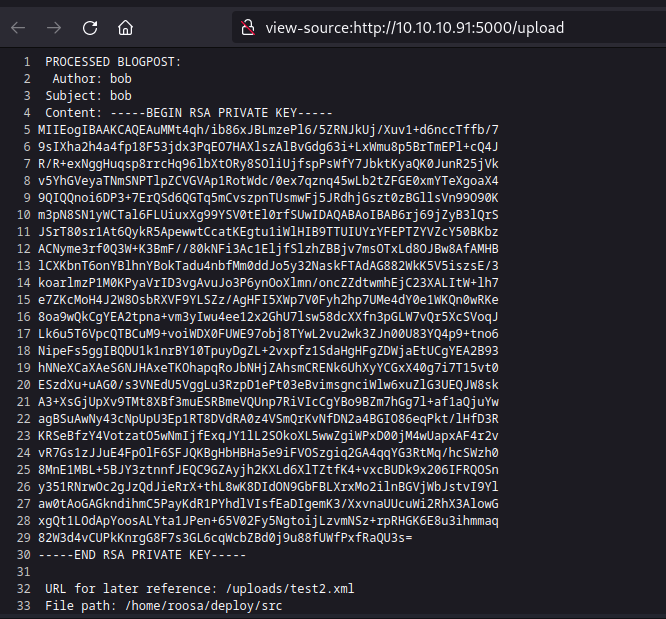 view-source:http://10.10.10.91:5000/upload
1 PROCESSED BLOGPOST:
2 Author: bob
3 Subject: bob
4 Content: -----BEGIN RSA PRIVATE KEY-----
5 MIIEogIBAAKCAQEAuMMt4qh/ib86xJBLmzePl6/5ZRNJkUj/Xuv1+d6nccTffb/7
6 9sIXha2h4a4fp18F53jdx3PqEO7HAXlszAlBvGdg63i+LxWmu8p5BrTmEPl+cQ4J
7 R/R+exNggHuqsp8rrcHq96lbXtORy8SOliUjfspPsWfY7JbktKyaQK0JunR25jVk
8 v5YhGVeyaTNmSNPTlpZCVGVAp1RotWdc/0ex7qznq45wLb2tZFGE0xmYTeXgoaX4
9 9QIQQnoi6DP3+7ErQSd6QGTq5mCvszpnTUsmwFj5JRdhjGszt0zBGllsVn99O90K
10 m3pN8SN1yWCTal6FLUiuxXg99YSV0tEl0rfSUwIDAQABAoIBAB6rj69jZyB3lQrS
11 JSrT80sr1At6QykR5ApewwtCcatKEgtu1iWlHIB9TTUIUYrYFEPTZYVZcY50BKbz
12 ACNyme3rf0Q3W+K3BmF//80kNFi3Ac1EljfSlzhZBBjv7msOTxLd8OJBw8AfAMHB
13 lCXKbnT6onYBlhnYBokTadu4nbfMm0ddJo5y32NaskFTAdAG882WkK5V5iszsE/3
14 koarlmzP1M0KPyaVrID3vgAvuJo3P6ynOoXlmn/oncZZdtwmhEjC23XALItW+lh7
15 e7ZKcMoH4J2W8OsbRXVF9YLSZz/AgHFI5XWp7V0Fyh2hp7UMe4dY0e1WKQn0wRKe
16 8oa9wQkCgYEA2tpna+vm3yIwu4ee12x2GhU7lsw58dcXXfn3pGLW7vQr5XcSVoqJ
17 Lk6u5T6VpcQTBCuM9+voiWDX0FUWE97obj8TYwL2vu2wk3ZJn00U83YQ4p9+tno6
18 NipeFs5ggIBQDU1k1nrBY10TpuyDgZL+2vxpfz1SdaHgHFgZDWjaEtUCgYEA2B93
19 hNNeXCaXAeS6NJHAxeTKOhapqRoJbNHjZAhsmCRENk6UhXyYCGxX40g7i7T15vt0
20 ESzdXu+uAG0/s3VNEdU5VggLu3RzpD1ePt03eBvimsgnciWlw6xuZlG3UEQJW8sk
21 A3+XsGjUpXv9TMt8XBf3muESRBmeVQUnp7RiVIcCgYBo9BZm7hGg7l+af1aQjuYw
22 agBSuAwNy43cNpUpU3Ep1RT8DVdRA0z4VSmQrKvNfDN2a4BGIO86eqPkt/lHfD3R
23 KRSeBfzY4VotzatO5wNmIjfExqJY1lL2SOkoXL5wwZgiWPxD00jM4wUapxAF4r2v
24 vR7Gs1zJJuE4FpOlF6SFJQKBgHbHBHa5e9iFVOSzgiq2GA4qqYG3RtMq/hcSWzh0
25 8MnE1MBL+5BJY3ztnnfJEQC9GZAyjh2KXLd6XlTZtfK4+vxcBUDk9x206IFRQOSn
26 y351RNrwOc2gJzQdJieRrX+thL8wK8DIdON9GbFBLXrxMo2ilnBGVjWbJstvI9Yl
27 aw0tAoGAGkndihmC5PayKdR1PYhdlVIsfEaDIgemK3/XxvnaUUcuWi2RhX3AlowG
28 xgQt1LOdApYoosALYta1JPen+65V02Fy5NgtoijLzvmNSz+rpRHGK6E8u3ihmmaq
29 82W3d4vCUPkKnrgG8F7s3GL6cqWcbZBd0j9u88fUWfPxfRaQU3s=
30 -----END RSA PRIVATE KEY-----
31
32 URL for later reference: /uploads/test2.xml
33 File path: /home/roosa/deploy/src